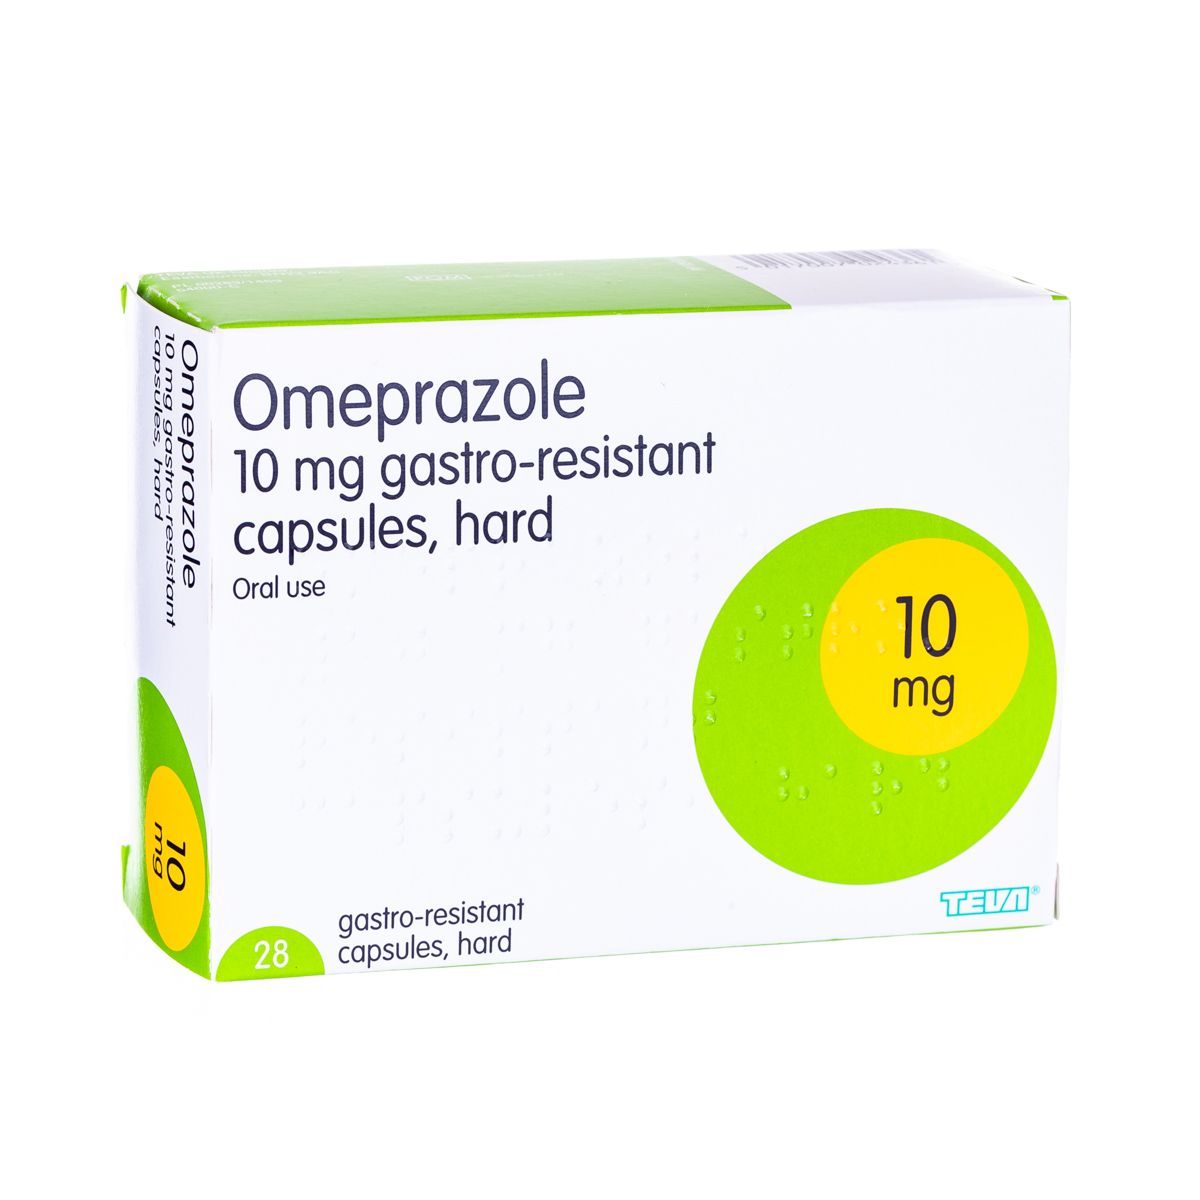 Omeprazole
10 mg gastro-resistant
capsules, hard
Oral use
10
mg
TEVA®
28
gastro-resistant
capsules, hard
Omeprazole
10 mg gastro-resistant
capsules, hard
10
mg
POM